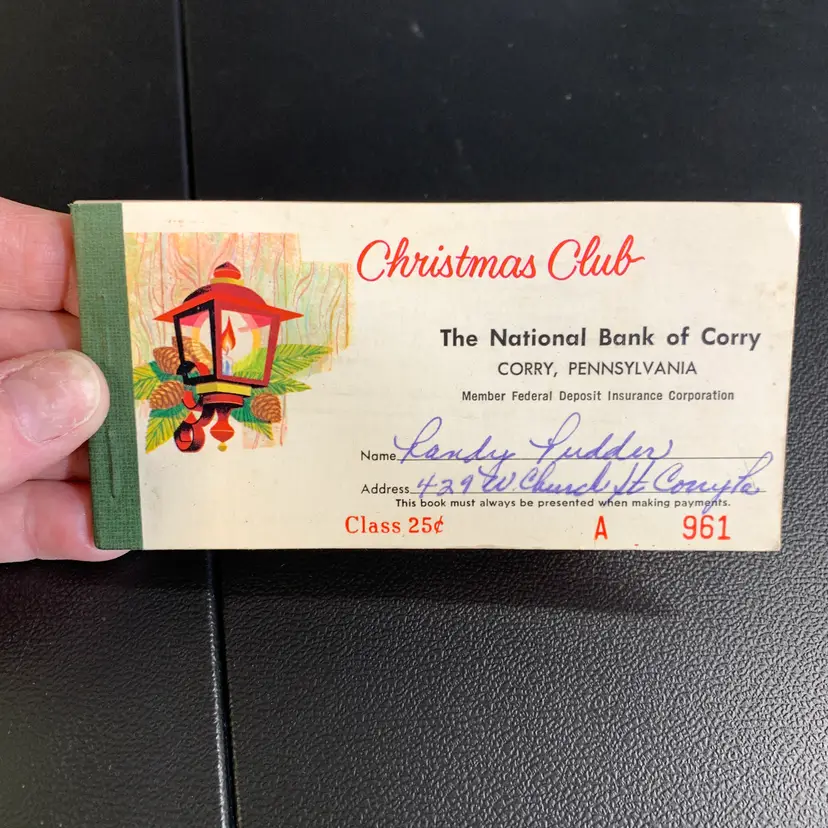 Christmas Club
The National Bank of Corry
CORRY, PENNSYLVANIA
Member Federal Deposit Insurance Corporation
Name Randy
Address 429 W. Church St Corry Pa
This book must always be presented when making payments.
Class 25¢ A 961